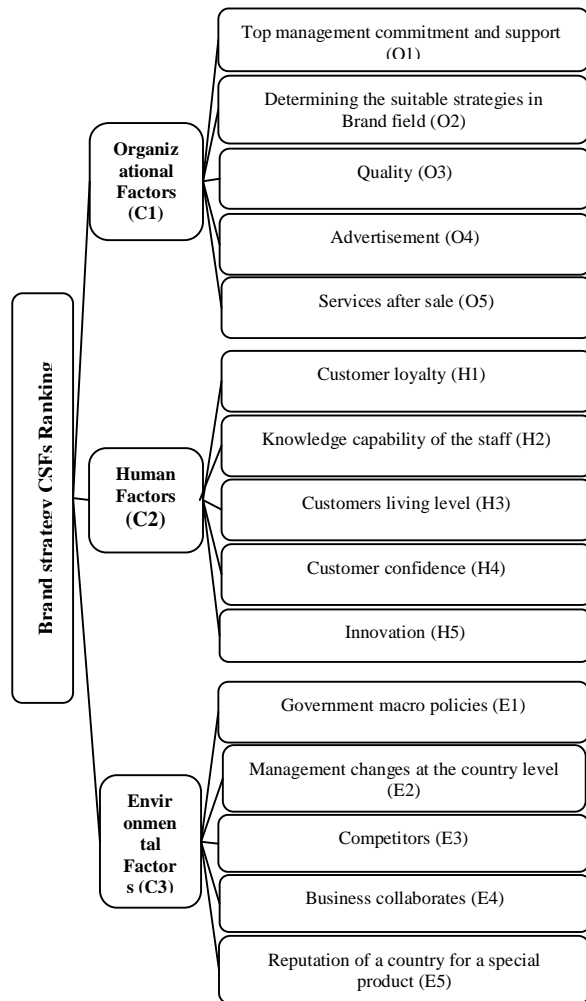 Brand strategy CSFs Ranking
Organiz
ational
Factors
(C1)
Top management commitment and support
(O1)
Determining the suitable strategies in
Brand field (O2)
Quality (O3)
Advertisement (O4)
Services after sale (O5)
Human
Factors
(C2)
Customer loyalty (H1)
Knowledge capability of the staff (H2)
Customers living level (H3)
Customer confidence (H4)
Innovation (H5)
Envir
onmen
tal
Factor
s (C3)
Government macro policies (E1)
Management changes at the country level
(E2)
Competitors (E3)
Business collaborates (E4)
Reputation of a country for a special
product (E5)